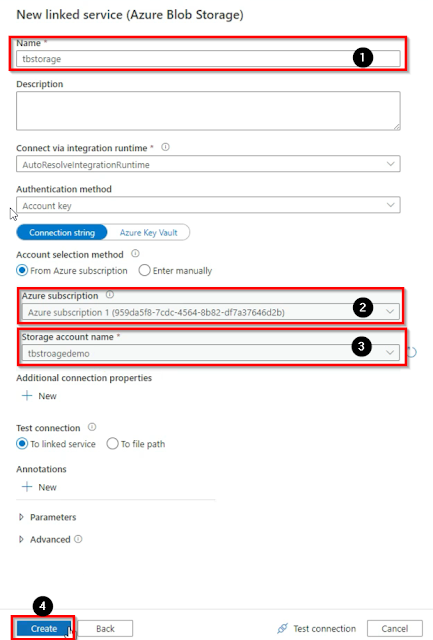 New linked service (Azure Blob Storage)
Name *
tbstorage
1
Description
Connect via integration runtime *
AutoResolveIntegrationRuntime
Authentication method
Account key
Connection string Azure Key Vault
Account selection method
From Azure subscription Enter manually
Azure subscription
2
Azure subscription 1 (959da5f8-7cdc-4564-8b82-df7a37646d2b)
Storage account name *
3
tbstroagedemo
Additional connection properties
+ New
Test connection
To linked service To file path
Annotations
+ New
Parameters
Advanced
4
Create Back Test connection Cancel